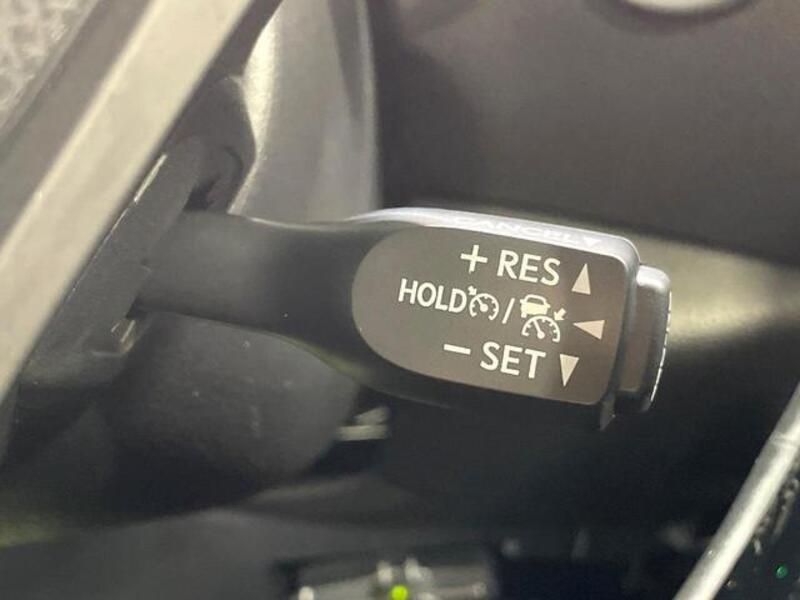 CANCEL
+ RES
HOLD /
- SET